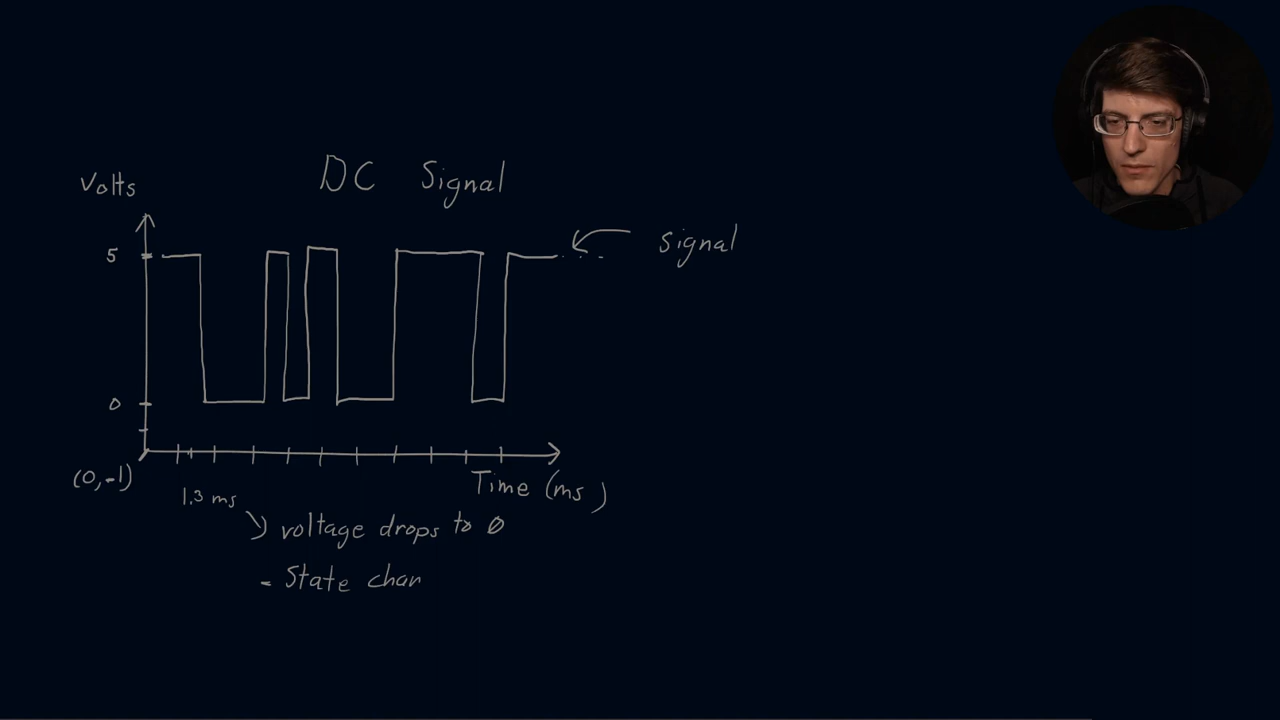 DC Signal
Volts
5
signal
0
(0,-1)
Time (ms)
1.3 ms
voltage drops to 0
- State chan